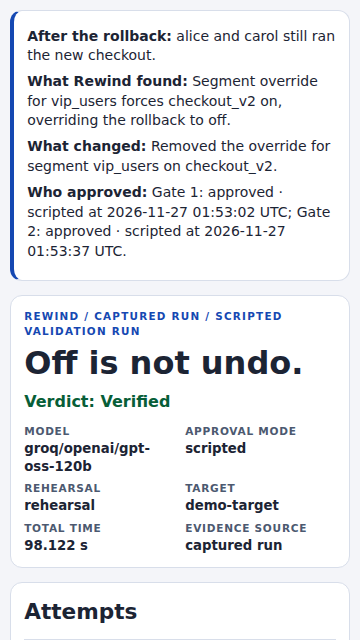 After the rollback: alice and carol still ran
the new checkout.
What Rewind found: Segment override
for vip_users forces checkout_v2 on,
overriding the rollback to off.
What changed: Removed the override for
segment vip_users on checkout_v2.
Who approved: Gate 1: approved ·
scripted at 2026-11-27 01:53:02 UTC; Gate
2: approved · scripted at 2026-11-27
01:53:37 UTC.
REWIND / CAPTURED RUN / SCRIPTED
VALIDATION RUN
Off is not undo.
Verdict: Verified
MODEL
groq/openai/gpt-
oss-120b
APPROVAL MODE
scripted
REHEARSAL
rehearsal
TARGET
demo-target
TOTAL TIME
98.122 s
EVIDENCE SOURCE
captured run
Attempts